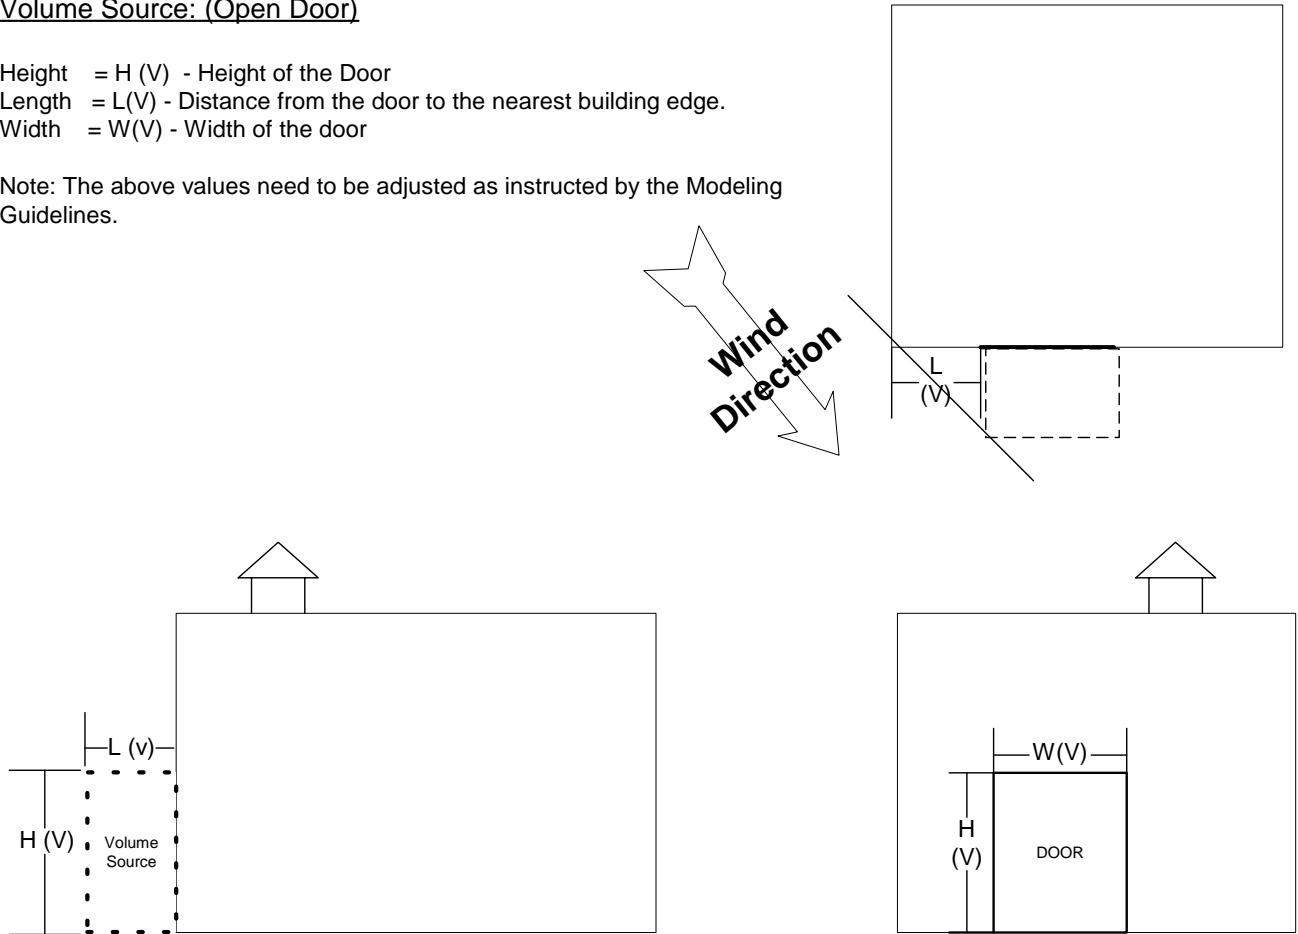 Volume Source: (Open Door)
Height = H (V) - Height of the Door
Length = L(V) - Distance from the door to the nearest building edge.
Width = W(V) - Width of the door
Note: The above values need to be adjusted as instructed by the Modeling
Guidelines.
Wind
Direction
L
(V)
L (v)
H (V)
Volume
Source
W(V)
H
(V)
DOOR